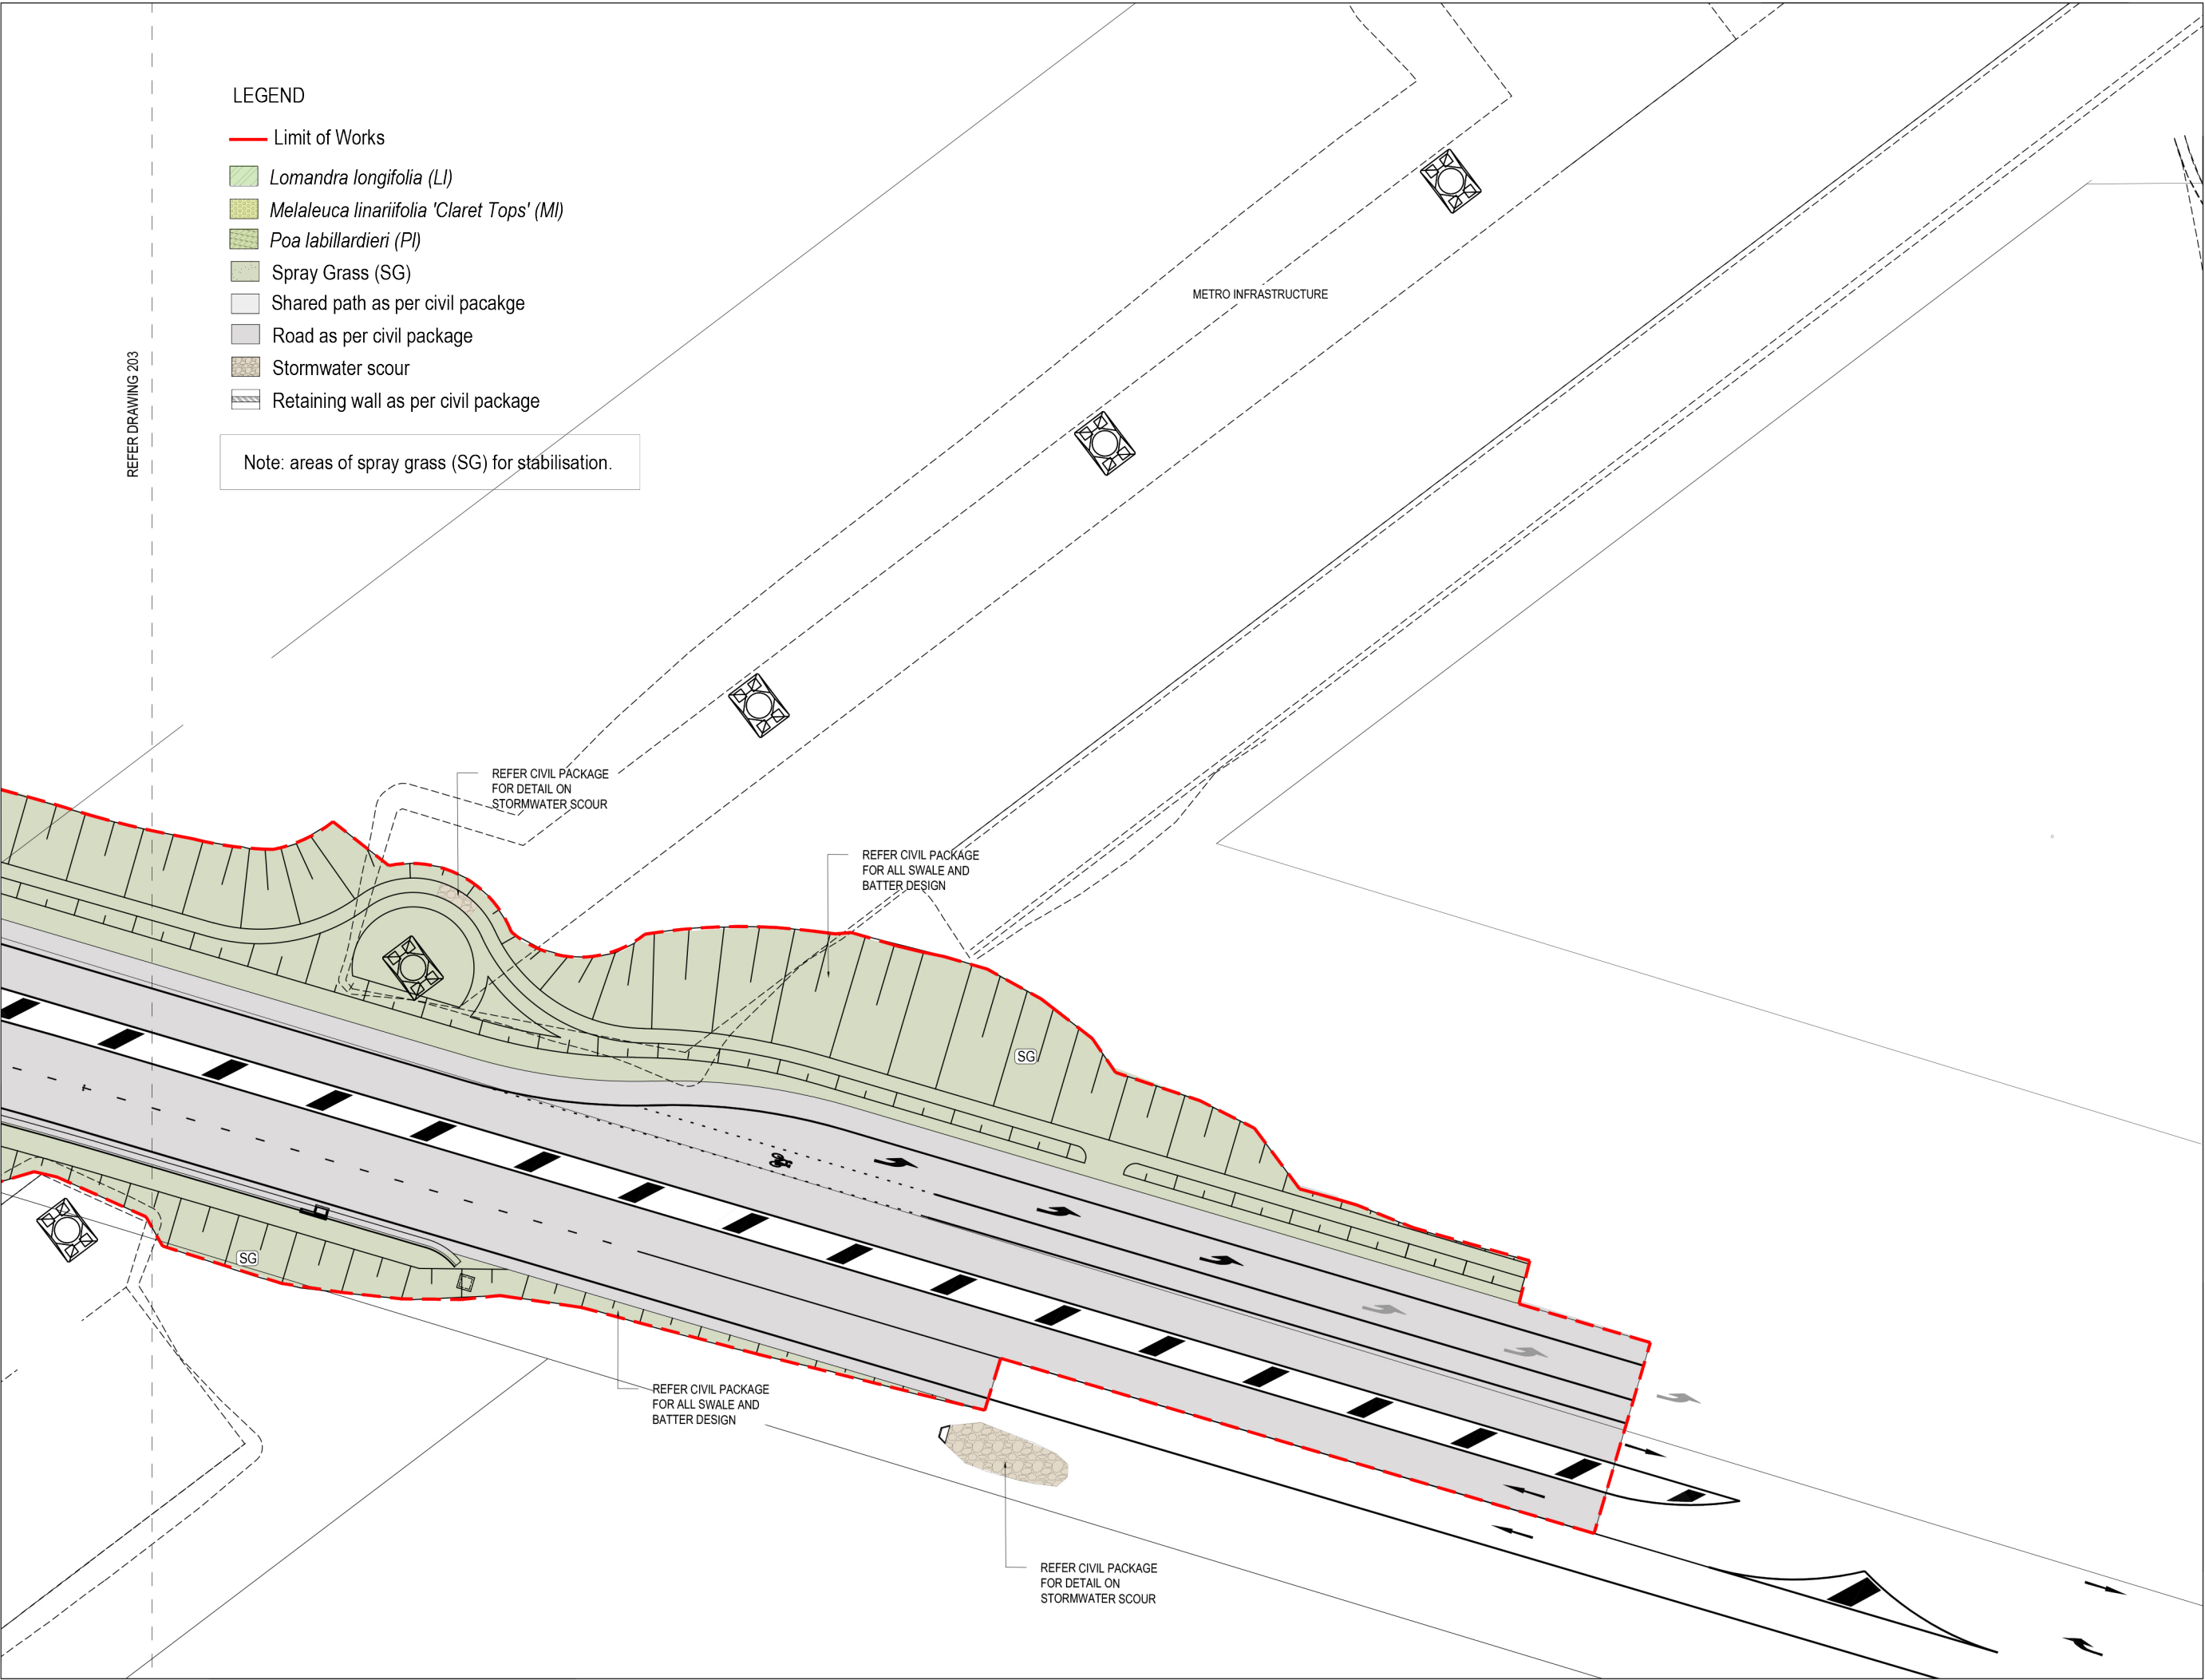 LEGEND
Limit of Works
Lomandra longifolia (LI)
Melaleuca linariifolia 'Claret Tops' (MI)
Poa labillardieri (PI)
Spray Grass (SG)
Shared path as per civil pacakge
Road as per civil package
Stormwater scour
Retaining wall as per civil package
Note: areas of spray grass (SG) for stabilisation.
REFER DRAWING 203
METRO INFRASTRUCTURE
REFER CIVIL PACKAGE
FOR DETAIL ON
STORMWATER SCOUR
REFER CIVIL PACKAGE
FOR ALL SWALE AND
BATTER DESIGN
SG
SG
REFER CIVIL PACKAGE
FOR ALL SWALE AND
BATTER DESIGN
REFER CIVIL PACKAGE
FOR DETAIL ON
STORMWATER SCOUR